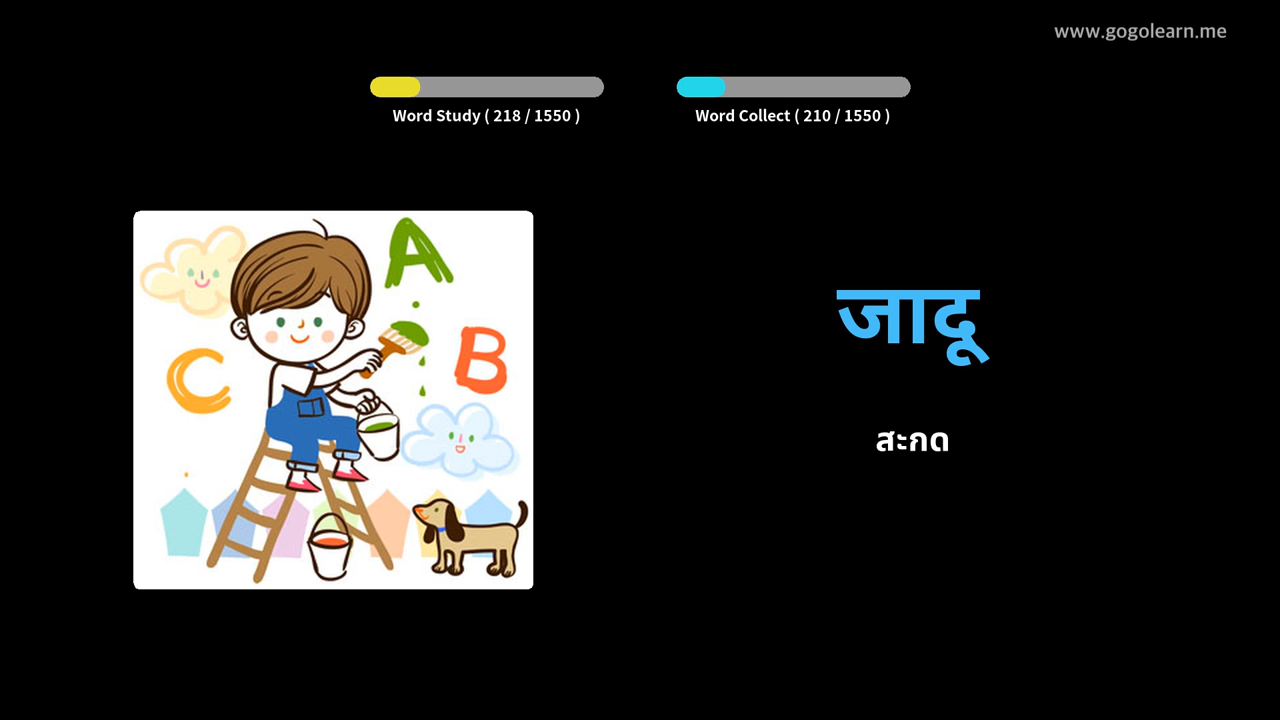 www.gogolearn.me
Word Study ( 218 / 1550 )
Word Collect ( 210 / 1550 )
A
B
C
जादू
สะกด